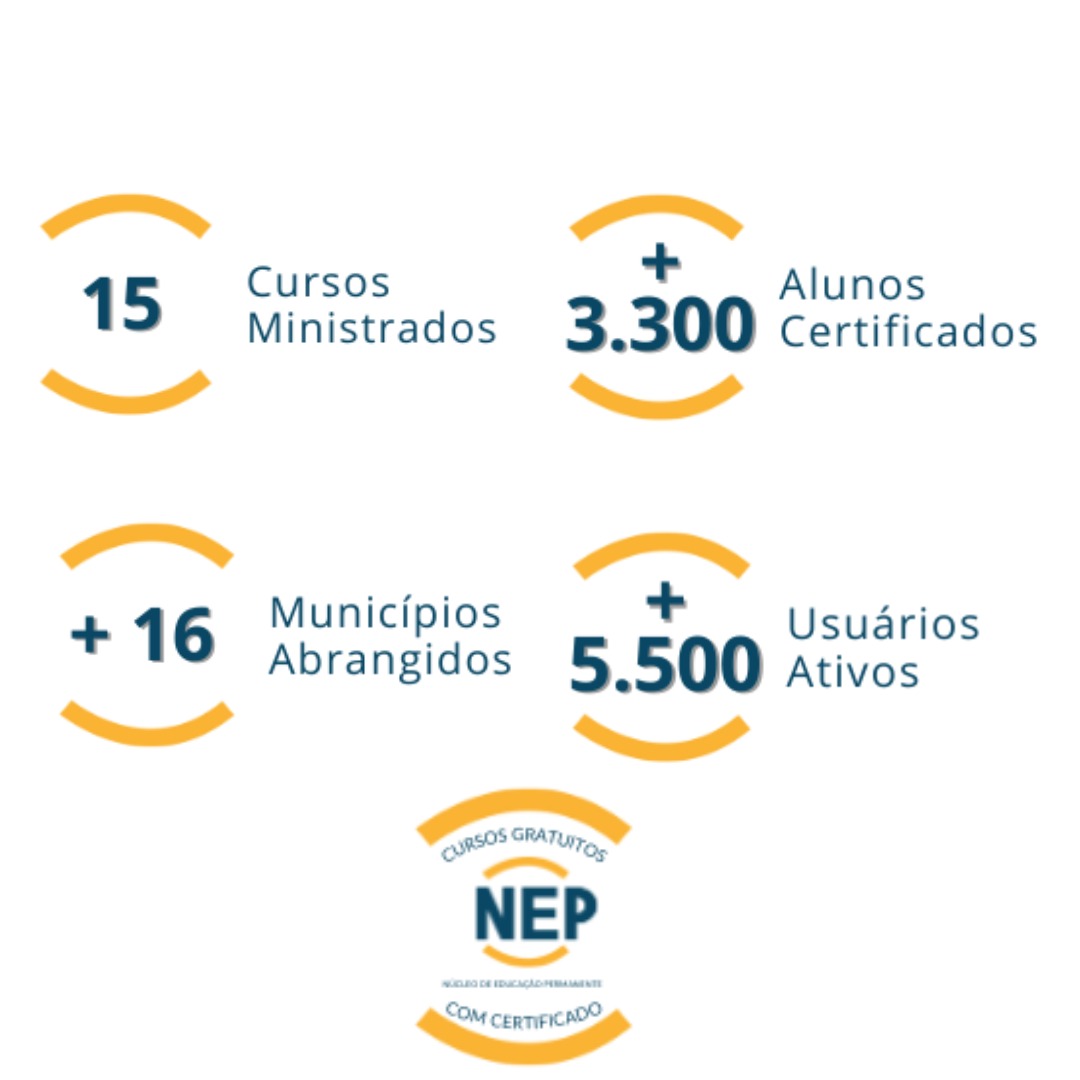 15
Cursos
Ministrados
+
3.300
Alunos
Certificados
+ 16
Municípios
Abrangidos
+
5.500
Usuários
Ativos
CURSOS GRATUITOS
NEP
NÚCLEO DE EDUCAÇÃO PERMANENTE
COM CERTIFICADO